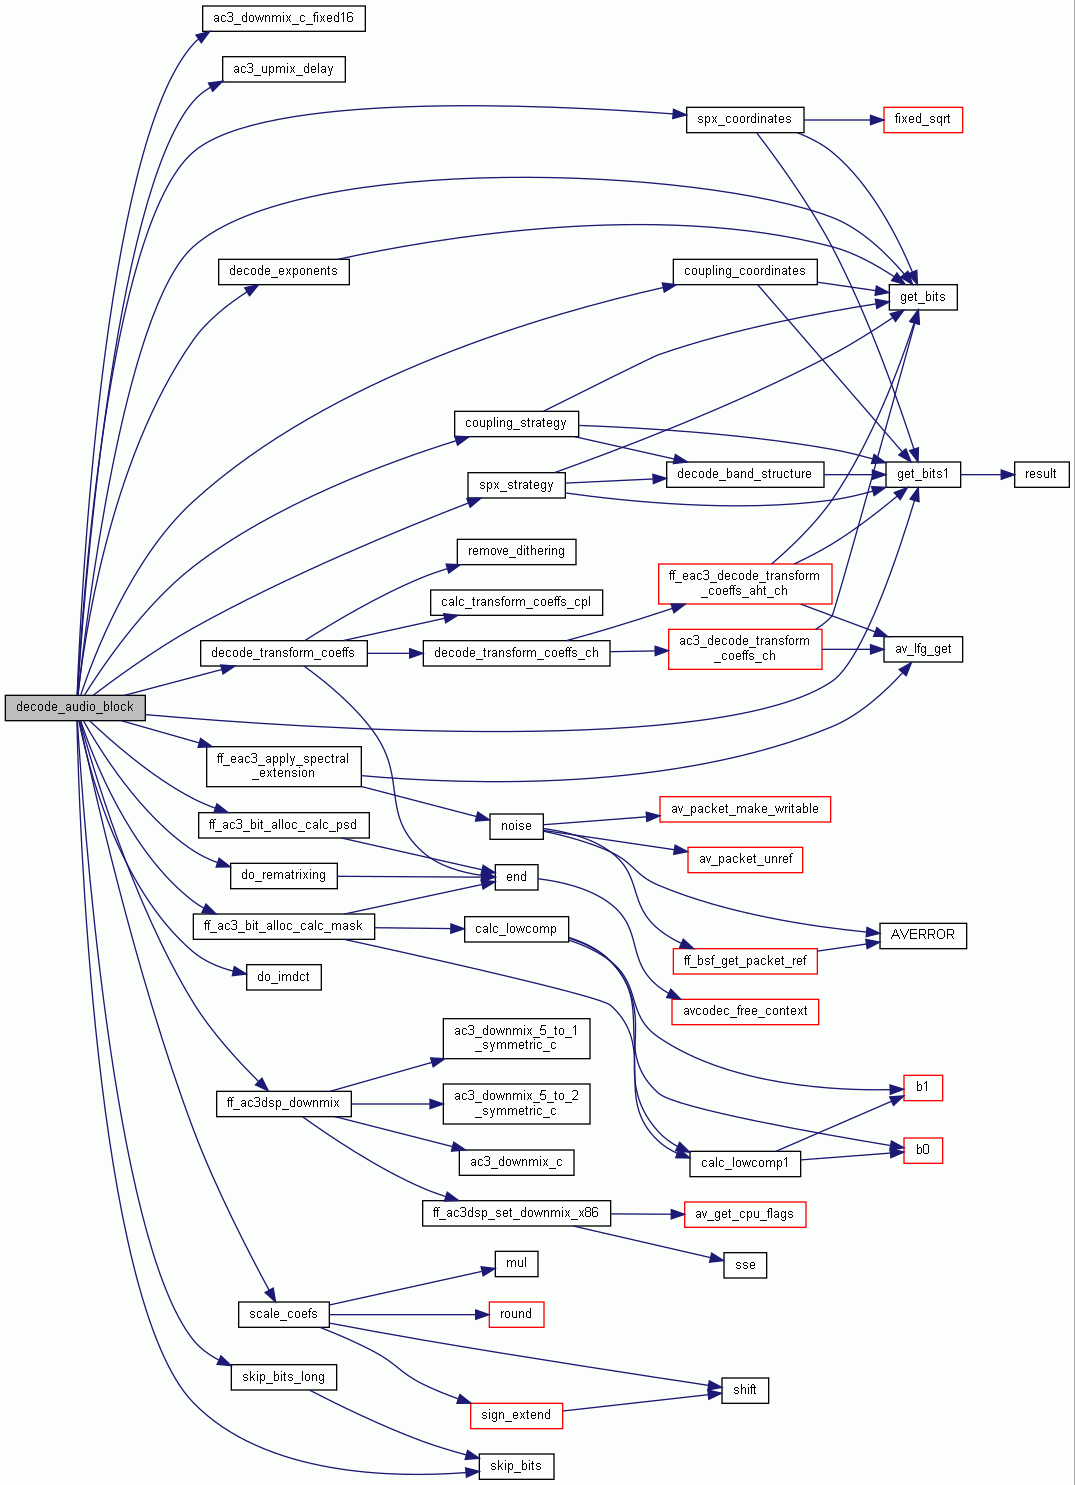 ac3_downmix_c_fixed16
ac3_upmix_delay
spx_coordinates
fixed_sqrt
decode_exponents
coupling_coordinates
get_bits
coupling_strategy
spx_strategy
decode_band_structure
get_bits1
result
remove_dithering
ff_eac3_decode_transform
_coeffs_aht_ch
calc_transform_coeffs_cpl
decode_transform_coeffs
decode_transform_coeffs_ch
ac3_decode_transform
_coeffs_ch
av_lfg_get
decode_audio_block
ff_eac3_apply_spectral
_extension
ff_ac3_bit_alloc_calc_psd
noise
av_packet_make_writable
av_packet_unref
do_rematrixing
end
ff_ac3_bit_alloc_calc_mask
calc_lowcomp
AVERROR
ff_bsf_get_packet_ref
do_imdct
avcodec_free_context
ac3_downmix_5_to_1
_symmetric_c
ff_ac3dsp_downmix
ac3_downmix_5_to_2
_symmetric_c
b1
ac3_downmix_c
calc_lowcomp1
b0
ff_ac3dsp_set_downmix_x86
av_get_cpu_flags
mul
sse
scale_coefs
round
skip_bits_long
shift
sign_extend
skip_bits